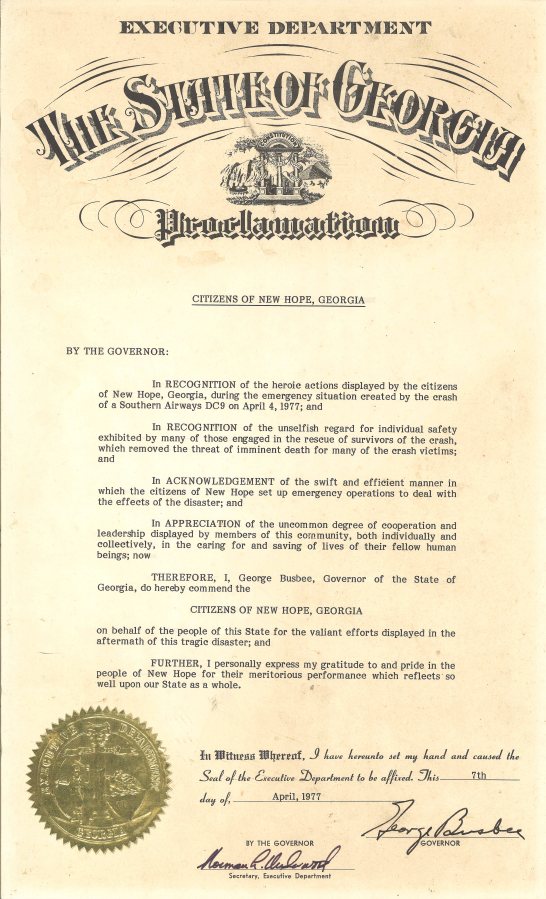 EXECUTIVE DEPARTMENT
THE STATE OF GEORGIA
CONSTITUTION
Proclamation
CITIZENS OF NEW HOPE, GEORGIA
BY THE GOVERNOR:
In RECOGNITION of the heroic actions displayed by the citizens
of New Hope, Georgia, during the emergency situation created by the crash
of a Southern Airways DC9 on April 4, 1977; and
In RECOGNITION of the unselfish regard for individual safety
exhibited by many of those engaged in the rescue of survivors of the crash,
which removed the threat of imminent death for many of the crash victims;
and
In ACKNOWLEDGEMENT of the swift and efficient manner in
which the citizens of New Hope set up emergency operations to deal with
the effects of the disaster; and
In APPRECIATION of the uncommon degree of cooperation and
leadership displayed by members of this community, both individually and
collectively, in the caring for and saving of lives of their fellow human
beings; now
THEREFORE, I, George Busbee, Governor of the State of
Georgia, do hereby commend the
CITIZENS OF NEW HOPE, GEORGIA
on behalf of the people of this State for the valiant efforts displayed in the
aftermath of this tragic disaster; and
FURTHER, I personally express my gratitude to and pride in the
people of New Hope for their meritorious performance which reflects so
well upon our State as a whole.
In Witness Whereof, I have hereunto set my hand and caused the
Seal of the Executive Department to be affixed. This 7th
day of, April, 1977
George Busbee
GOVERNOR
BY THE GOVERNOR
Norman L. Underwood
Secretary, Executive Department
EXECUTIVE DEPARTMENT
GEORGIA